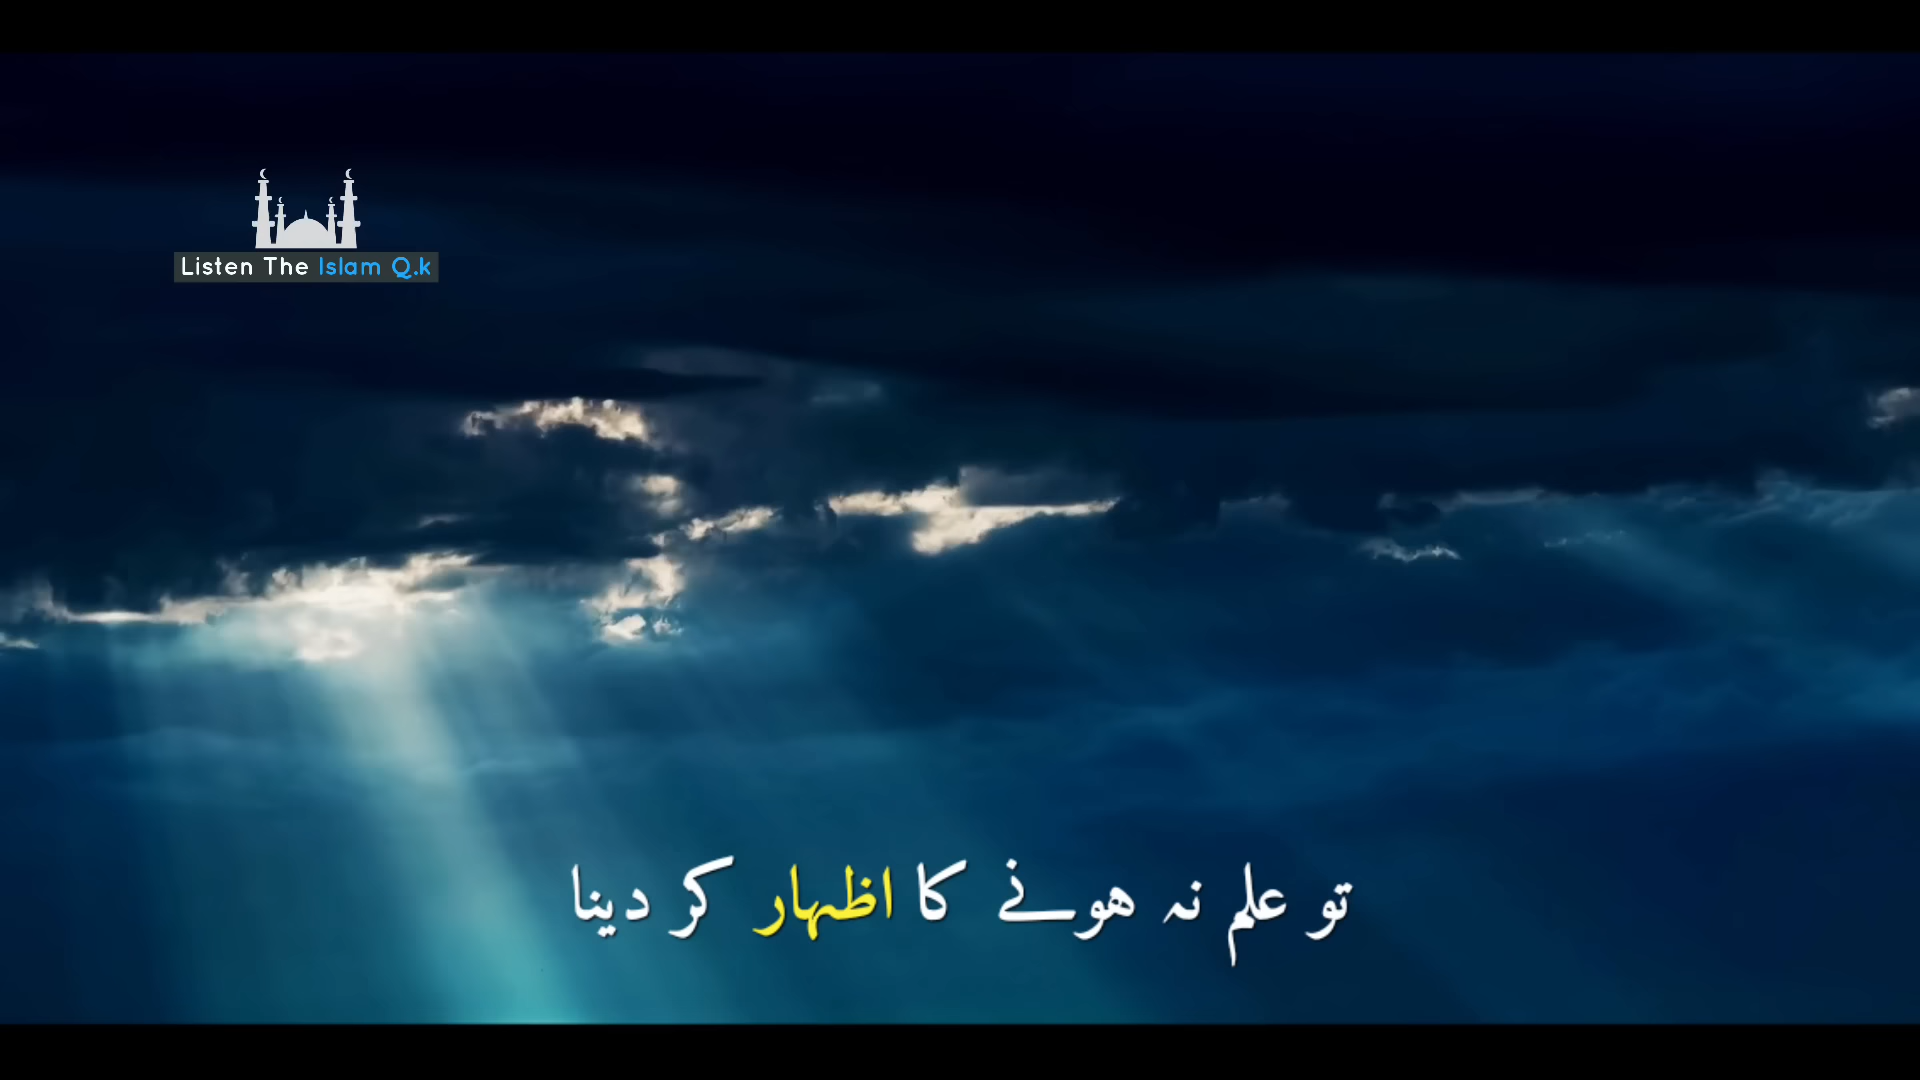 Listen The Islam Q.k
تو علم نہ ہونے کا اظہار کر دینا